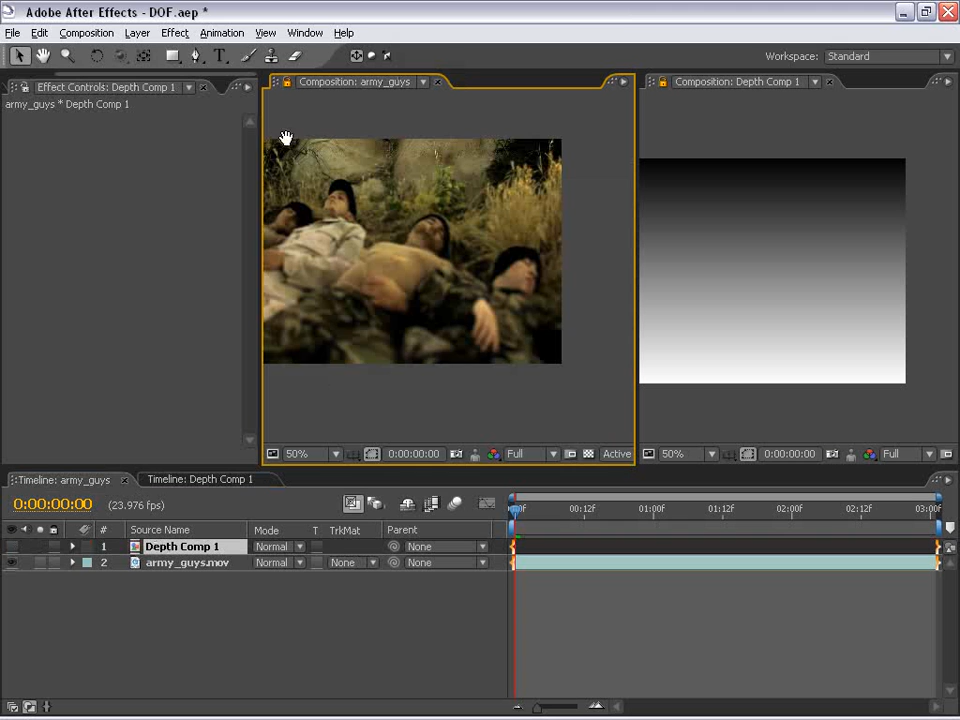 Adobe After Effects - DOF.aep *
File Edit Composition Layer Effect Animation View Window Help
Workspace: Standard
Effect Controls: Depth Comp 1
army_guys * Depth Comp 1
Composition: army_guys
Composition: Depth Comp 1
50% 0:00:00:00 Full Active
50% 0:00:00:00 Full
Timeline: army_guys Timeline: Depth Comp 1
0:00:00:00 (23.976 fps)
# Source Name Mode T TrkMat Parent
00:12F 01:00F 01:12F 02:00F 02:12F 03:00F
1 Depth Comp 1 Normal None
2 army_guys.mov Normal None None